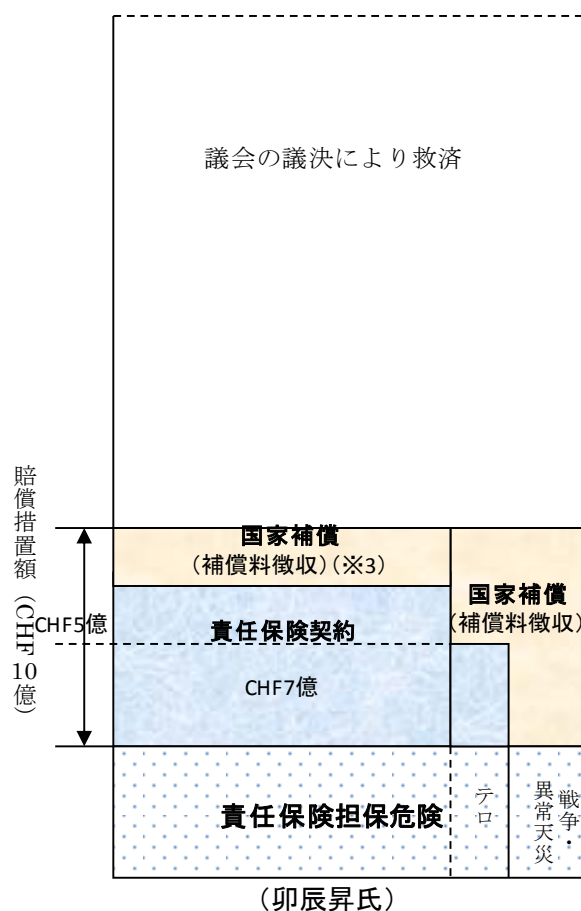 議会の議決により救済
賠償措置額（CHF10億）
CHF5億
国家補償
（補償料徴収）（※3）
責任保険契約
CHF7億
国家補償
（補償料徴収）
責任保険担保危険
テロ
戦争・
異常天災
（卯辰昇氏）